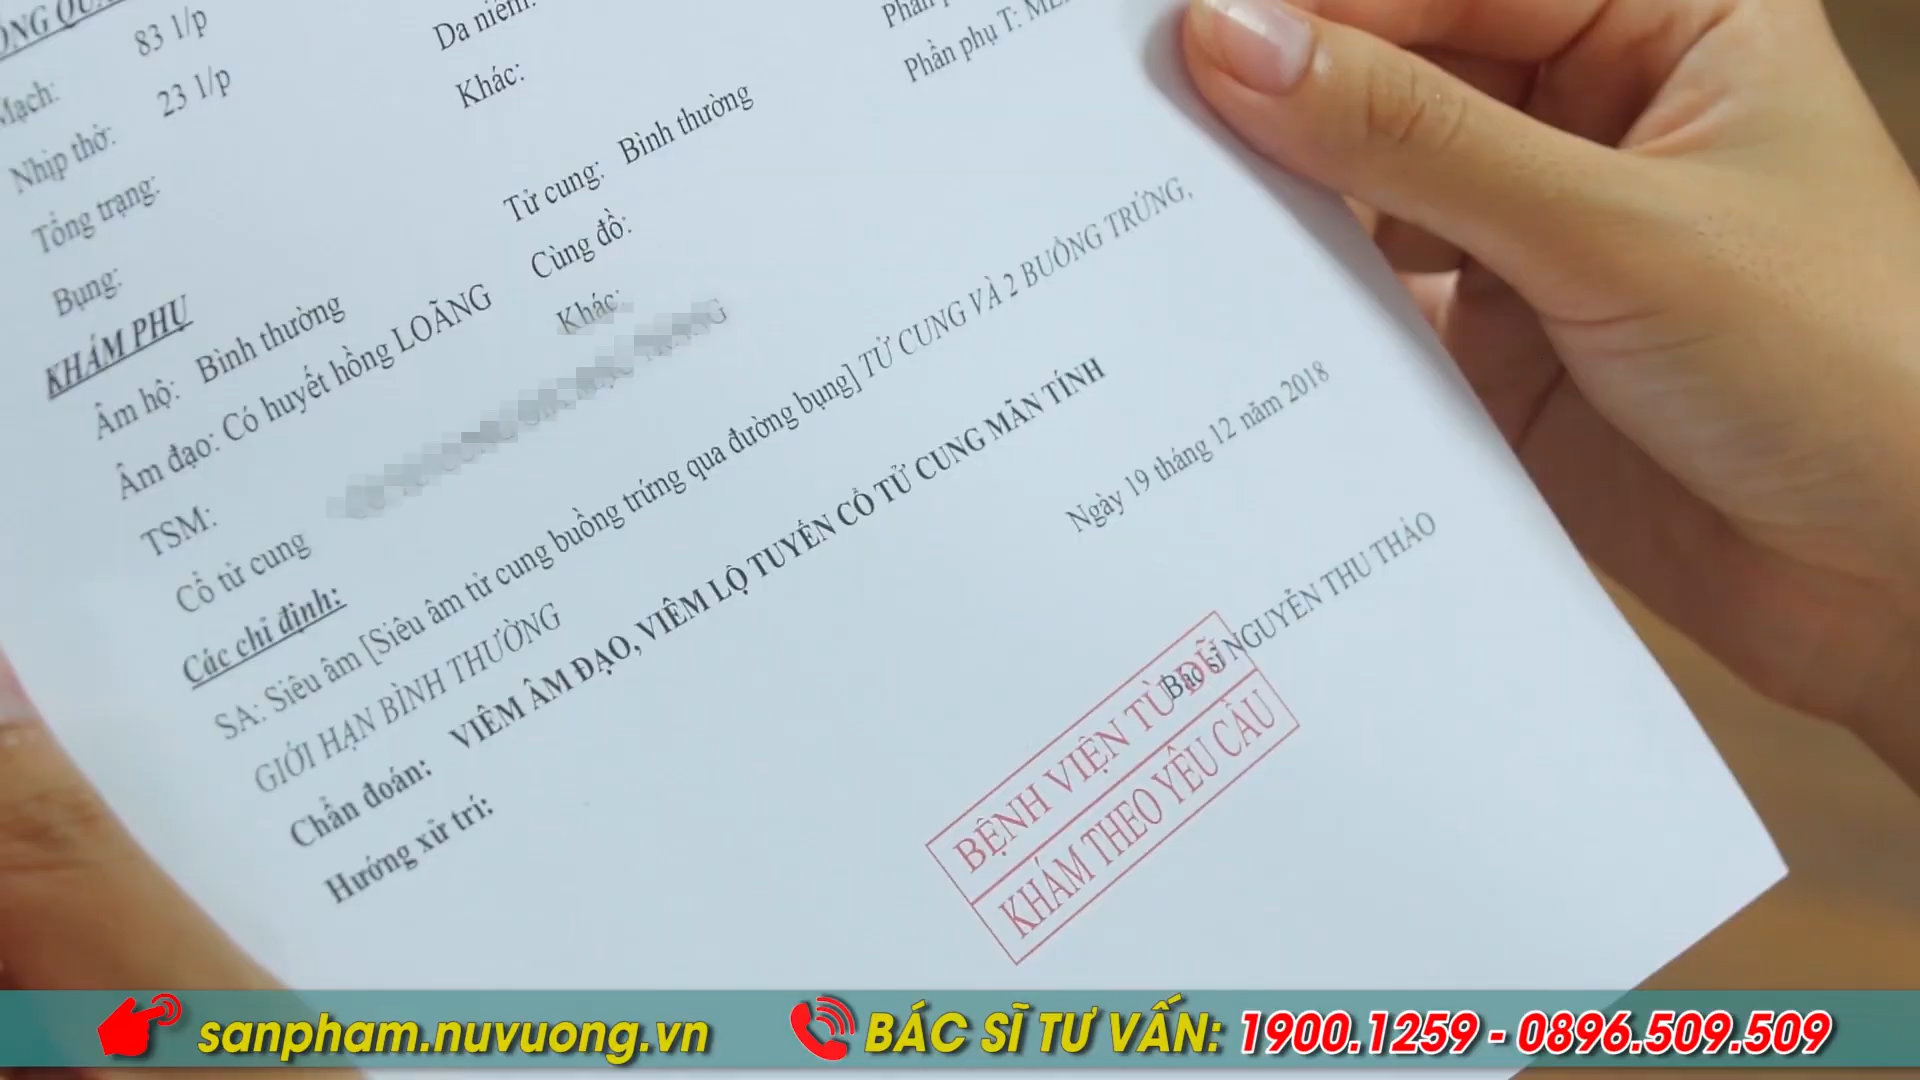 83 l/p
Mạch:
23 l/p
Nhịp thở:
Tổng trạng:
Bụng:
Da niêm:
Khác:
Phần phụ T:
KHÁM PHỤ
Âm hộ: Bình thường
Tử cung: Bình thường
Âm đạo: Có huyết hồng LOÃNG
Cùng đồ:
TSM:
Khác:
Cổ tử cung
Các chỉ định:
SA: Siêu âm [Siêu âm tử cung buồng trứng qua đường bụng] TỬ CUNG VÀ 2 BUỒNG TRỨNG,
GIỚI HẠN BÌNH THƯỜNG
Chẩn đoán: VIÊM ÂM ĐẠO, VIÊM LỘ TUYẾN CỔ TỬ CUNG MÃN TÍNH
Hướng xử trí:
Ngày 19 tháng 12 năm 2018
Bác sĩ NGUYỄN THU THẢO
BỆNH VIỆN TỪ DŨ
KHÁM THEO YÊU CẦU
sanpham.nuvuong.vn
BÁC SĨ TƯ VẤN: 1900.1259 - 0896.509.509